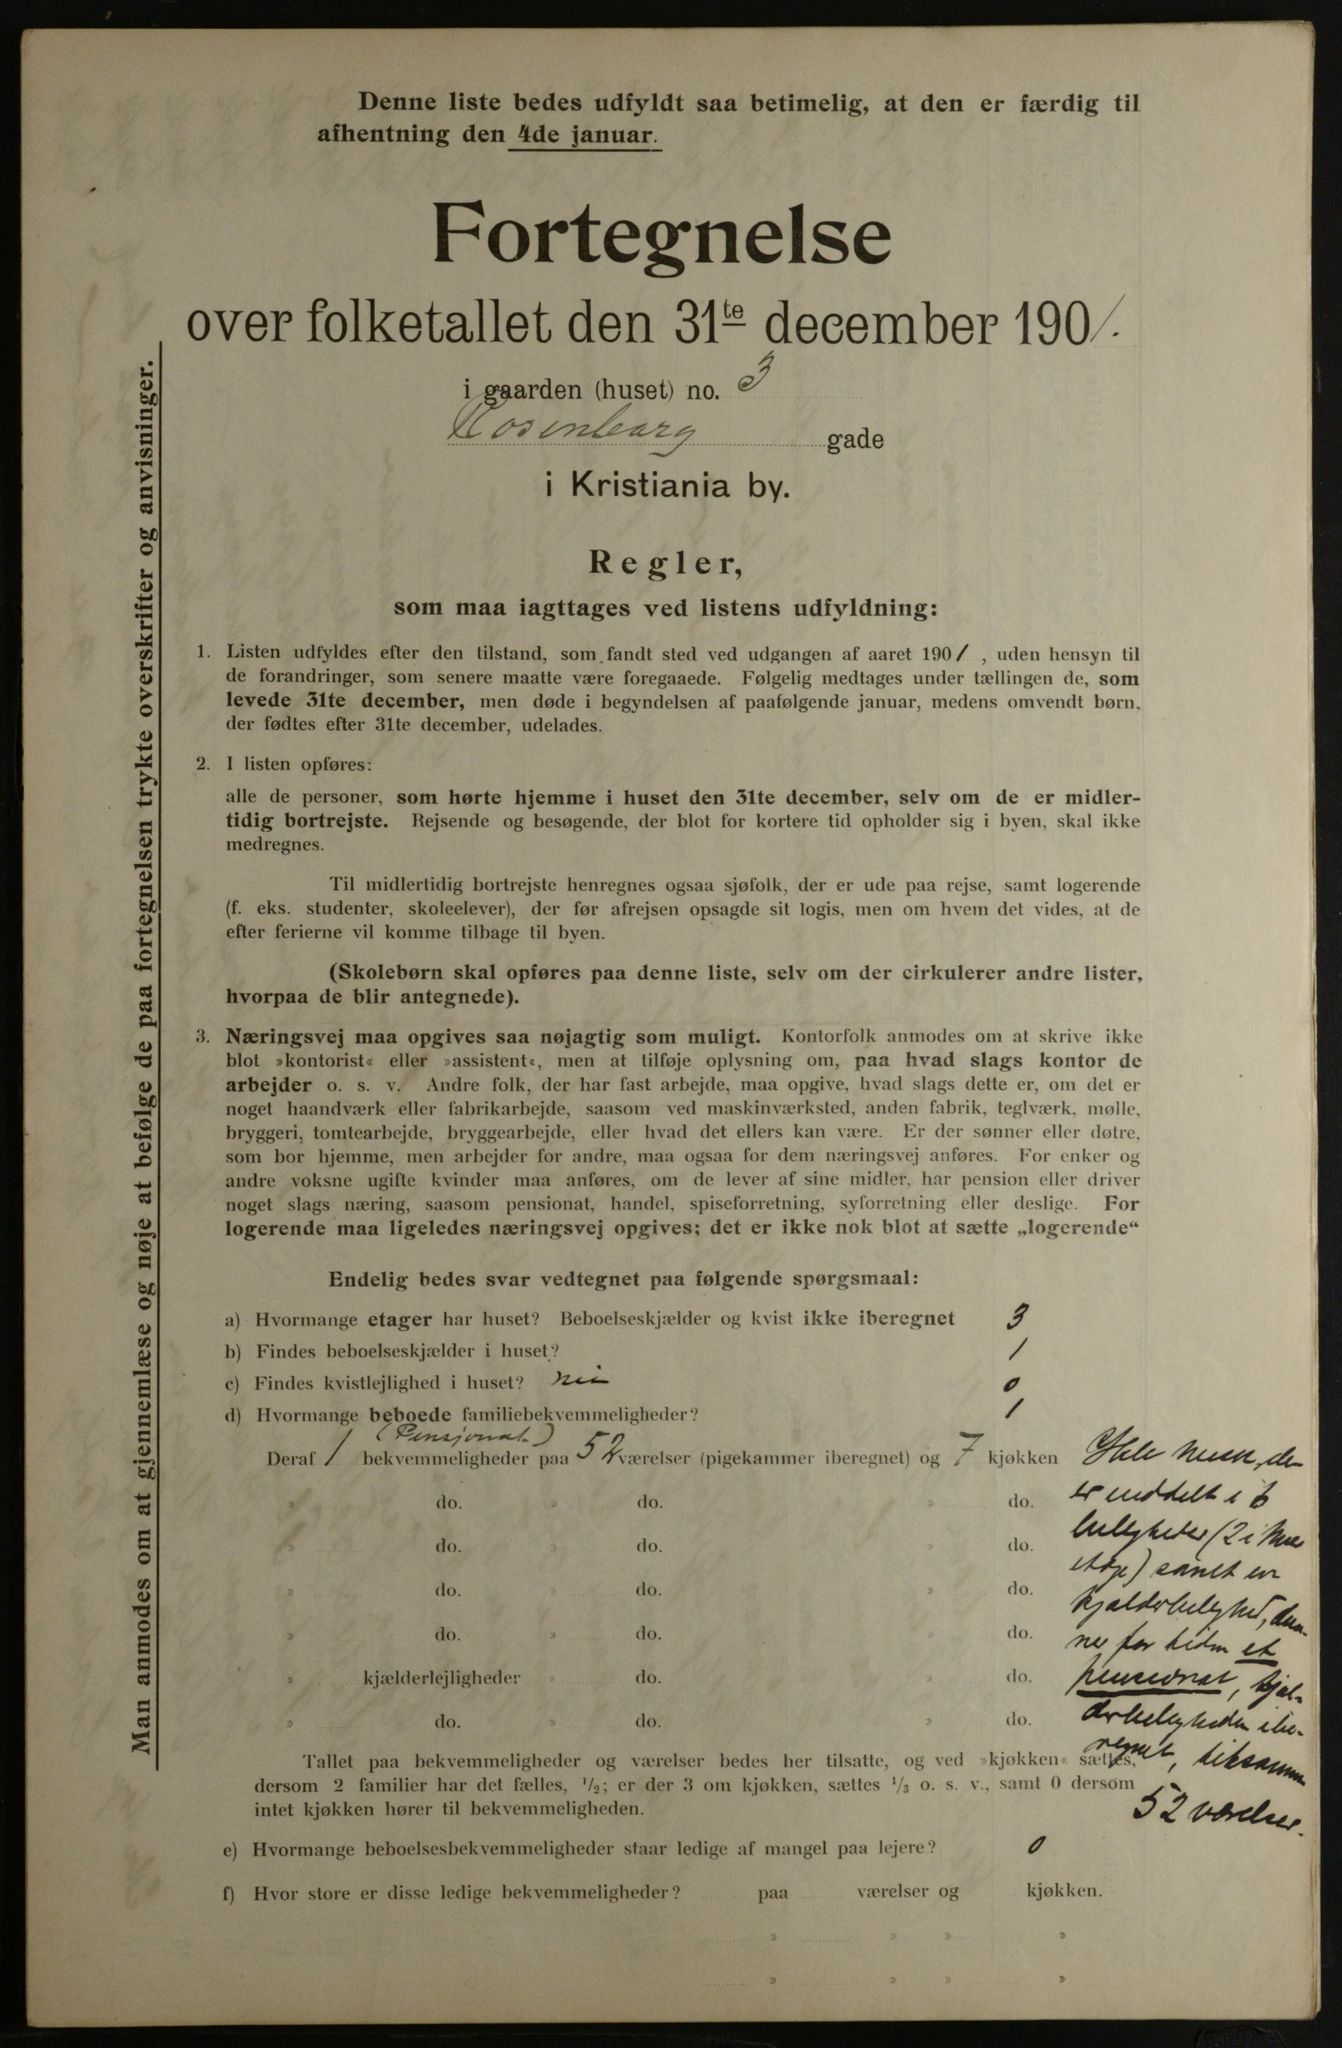 Denne liste bedes udfyldt saa betimelig, at den er færdig til
afhentning den 4de januar.
Fortegnelse
over folketallet den 31te december 1901.
i gaarden (huset) no. 3
Rosenborg gade
i Kristiania by.
Regler,
som maa iagttages ved listens udfyldning:
1. Listen udfyldes efter den tilstand, som fandt sted ved udgangen af aaret 1901, uden hensyn til
de forandringer, som senere maatte være foregaaede. Følgelig medtages under tællingen de, som
levede 31te december, men døde i begyndelsen af paafølgende januar, medens omvendt børn,
der fødtes efter 31te december, udelades.
2. I listen opføres:
alle de personer, som hørte hjemme i huset den 31te december, selv om de er midler-
tidig bortrejste. Rejsende og besøgende, der blot for kortere tid opholder sig i byen, skal ikke
medregnes.
Til midlertidig bortrejste henregnes ogsaa sjøfolk, der er ude paa rejse, samt logerende
(f. eks. studenter, skoleelever), der før afrejsen opsagde sit logis, men om hvem det vides, at de
efter ferierne vil komme tilbage til byen.
(Skolebørn skal opføres paa denne liste, selv om der cirkulerer andre lister,
hvorpaa de blir antegnede).
3. Næringsvej maa opgives saa nøjagtig som muligt. Kontorfolk anmodes om at skrive ikke
blot »kontorist« eller »assistent«, men at tilføje oplysning om, paa hvad slags kontor de
arbejder o. s. v. Andre folk, der har fast arbejde, maa opgive, hvad slags dette er, om det er
noget haandværk eller fabrikarbejde, saasom ved maskinværksted, anden fabrik, teglværk, mølle,
bryggeri, tomtearbejde, bryggearbejde, eller hvad det ellers kan være. Er der sønner eller døtre,
som bor hjemme, men arbejder for andre, maa ogsaa for dem næringsvej anføres. For enker og
andre voksne ugifte kvinder maa anføres, om de lever af sine midler, har pension eller driver
noget slags næring, saasom pensionat, handel, spiseforretning, syforretning eller deslige. For
logerende maa ligeledes næringsvej opgives; det er ikke nok blot at sætte „logerende“
Endelig bedes svar vedtegnet paa følgende spørgsmaal:
a) Hvormange etager har huset? Beboelseskjælder og kvist ikke iberegnet 3
b) Findes beboelseskjælder i huset? 1
c) Findes kvistlejlighed i huset? nei 0
d) Hvormange beboede familiebekvemmeligheder? 1
(Pensjonat)
Deraf 1 bekvemmeligheder paa 52 værelser (pigekammer iberegnet) og 7 kjøkken
» do. » do. » do.
» do. do. » do.
» do. » do. » do.
» do. » do. » do.
» kjælderlejligheder do. » do.
» do. » do. » do.
er inddelt i 6
(2 i hver
etage) samt en
ner for tiden et
pensionat, kjæl-
52 værelser.
Tallet paa bekvemmeligheder og værelser bedes her tilsatte, og ved »kjøkken« sættes,
dersom 2 familier har det fælles, 1/2; er der 3 om kjøkken, sættes 1/3 o. s. v., samt 0 dersom
intet kjøkken hører til bekvemmeligheden.
e) Hvormange beboelsesbekvemmeligheder staar ledige af mangel paa lejere? 0
f) Hvor store er disse ledige bekvemmeligheder? paa værelser og kjøkken.
» » » »
» » » »
Man anmodes om at gjennemlæse og nøje at befølge de paa fortegnelsen trykte overskrifter og anvisninger.